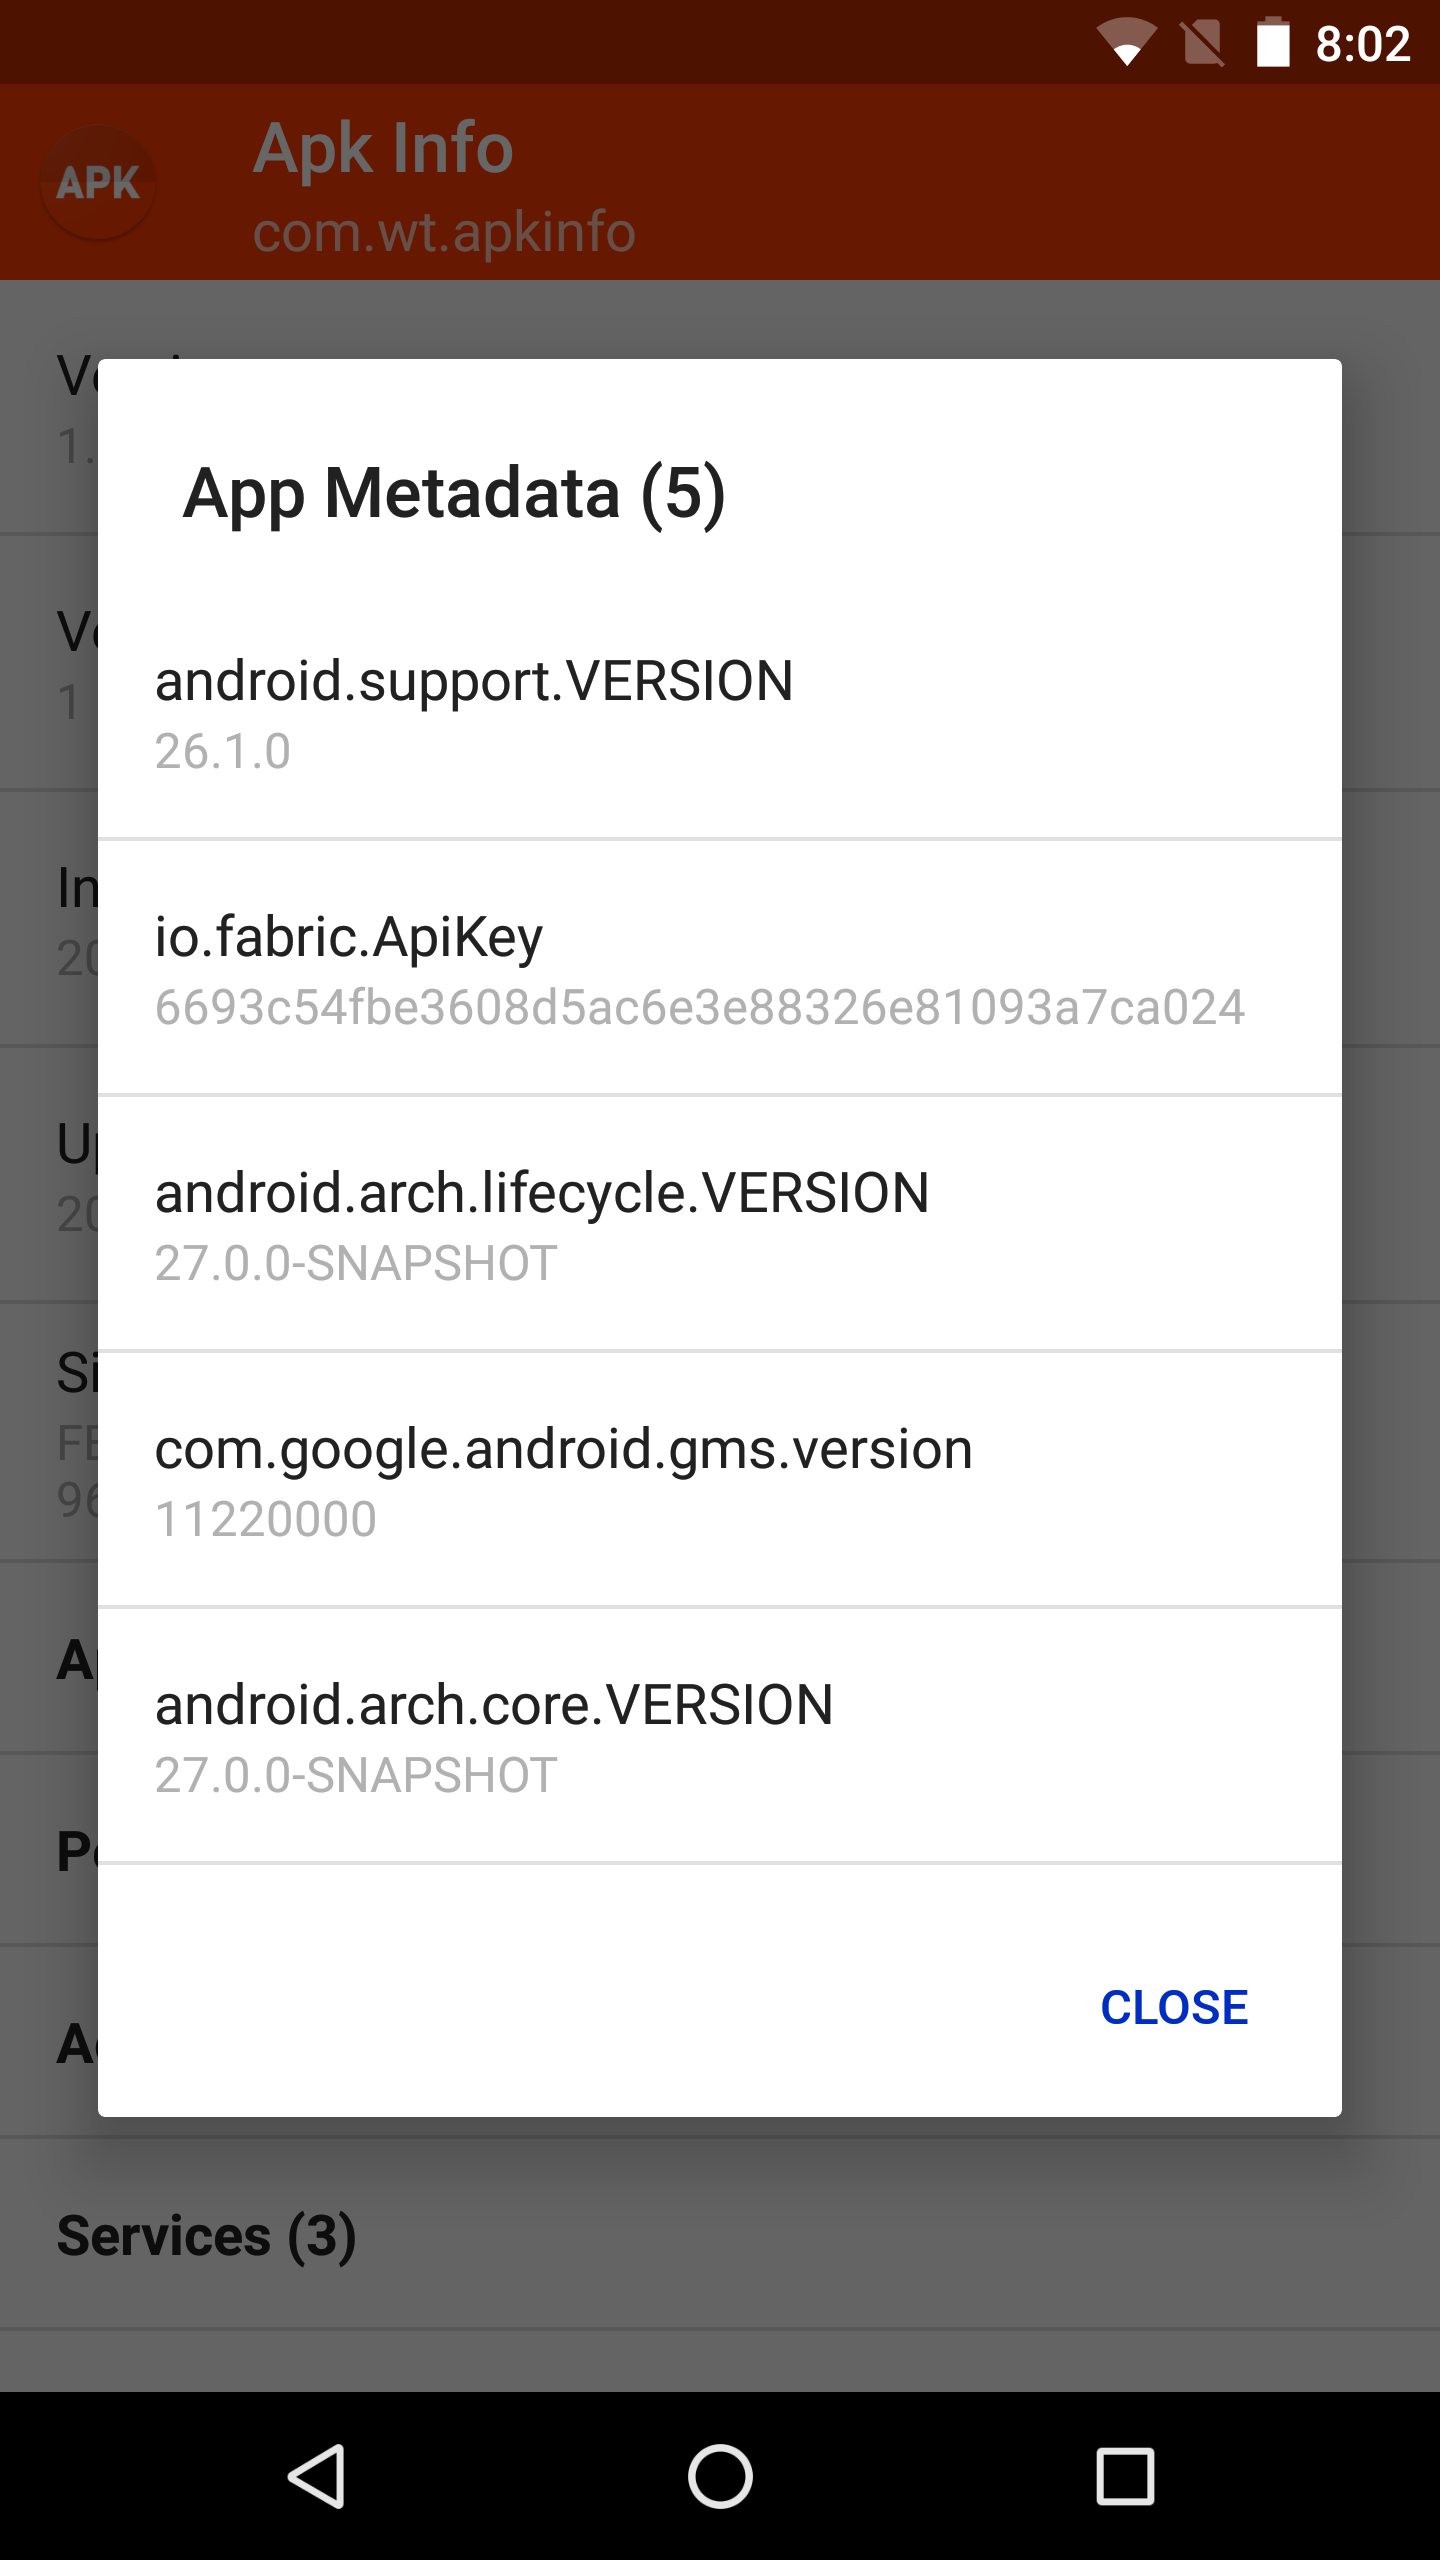 8:02
APK
Apk Info
com.wt.apkinfo
App Metadata (5)
android.support.VERSION
26.1.0
io.fabric.ApiKey
6693c54fbe3608d5ac6e3e88326e81093a7ca024
android.arch.lifecycle.VERSION
27.0.0-SNAPSHOT
com.google.android.gms.version
11220000
android.arch.core.VERSION
27.0.0-SNAPSHOT
CLOSE
Services (3)